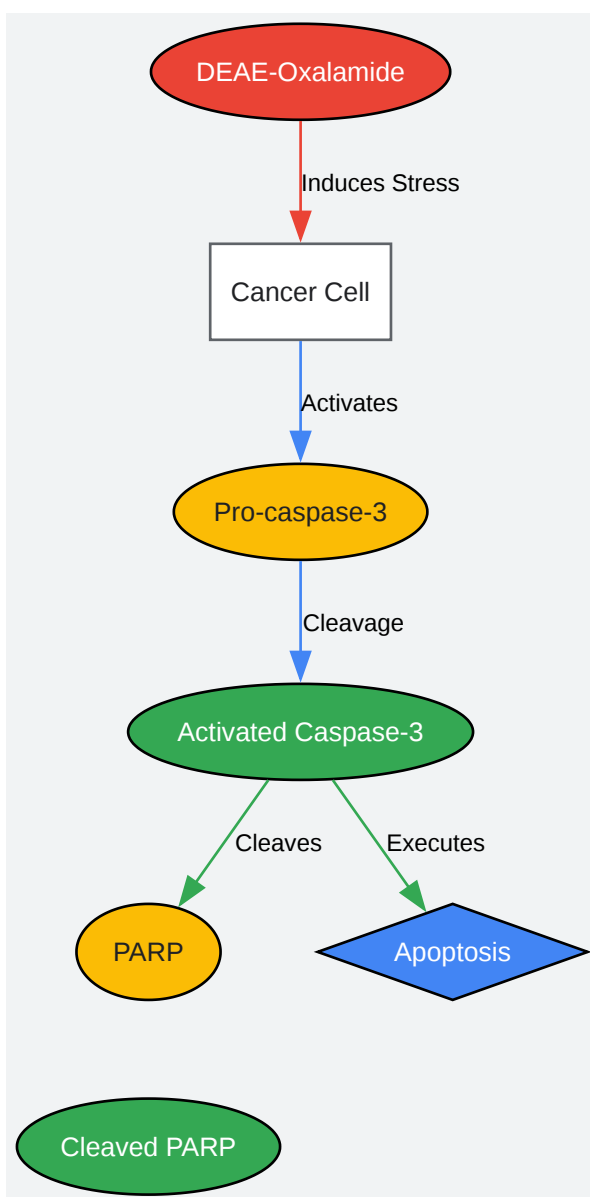 DEAE-Oxalamide
Induces Stress
Cancer Cell
Activates
Pro-caspase-3
Cleavage
Activated Caspase-3
Cleaves
Executes
PARP
Apoptosis
Cleaved PARP